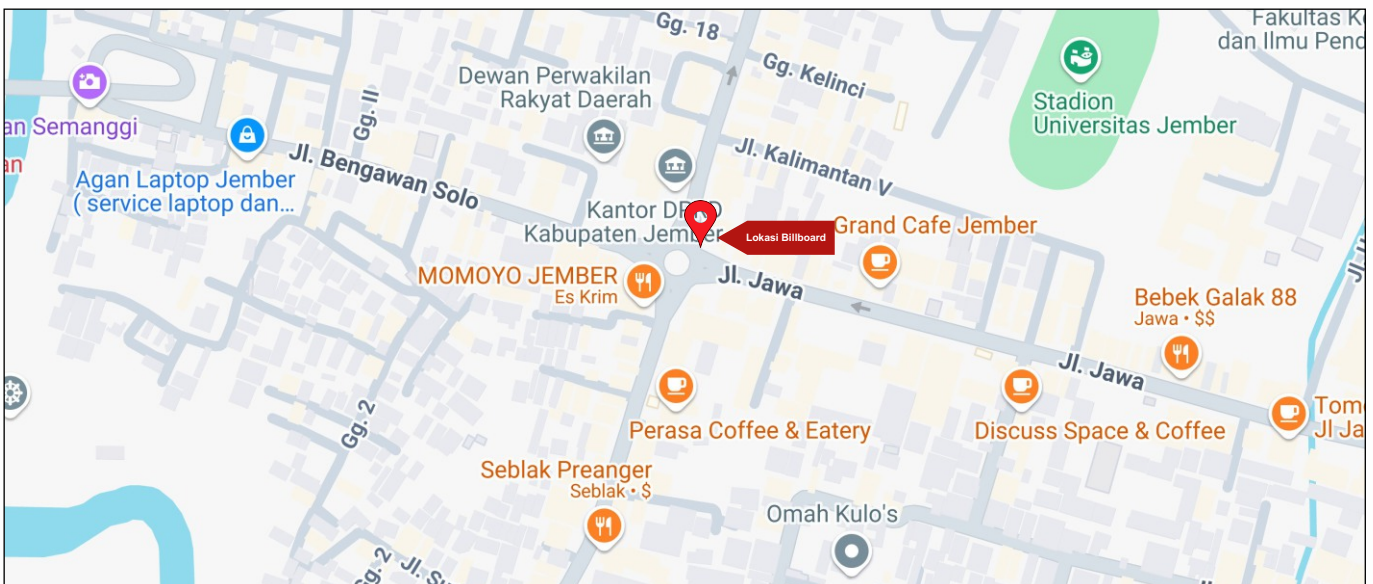 Gg. 18
Fakultas K
dan Ilmu Pend
Dewan Perwakilan
Rakyat Daerah
Gg. Kelinci
Gg. II
Stadion
Universitas Jember
an Semanggi
an
Jl. Bengawan Solo
Jl. Kalimantan V
Agan Laptop Jember
( service laptop dan...
Kantor DPRD
Kabupaten Jember
Lokasi Billboard
Grand Cafe Jember
MOMOYO JEMBER
Es Krim
Jl. Jawa
Bebek Galak 88
Jawa • $$
Jl. Jawa
Gg. 2
Perasa Coffee & Eatery
Discuss Space & Coffee
Tom
Jl Ja
Seblak Preanger
Seblak • $
Omah Kulo's
Gg. 2
Jl. Su